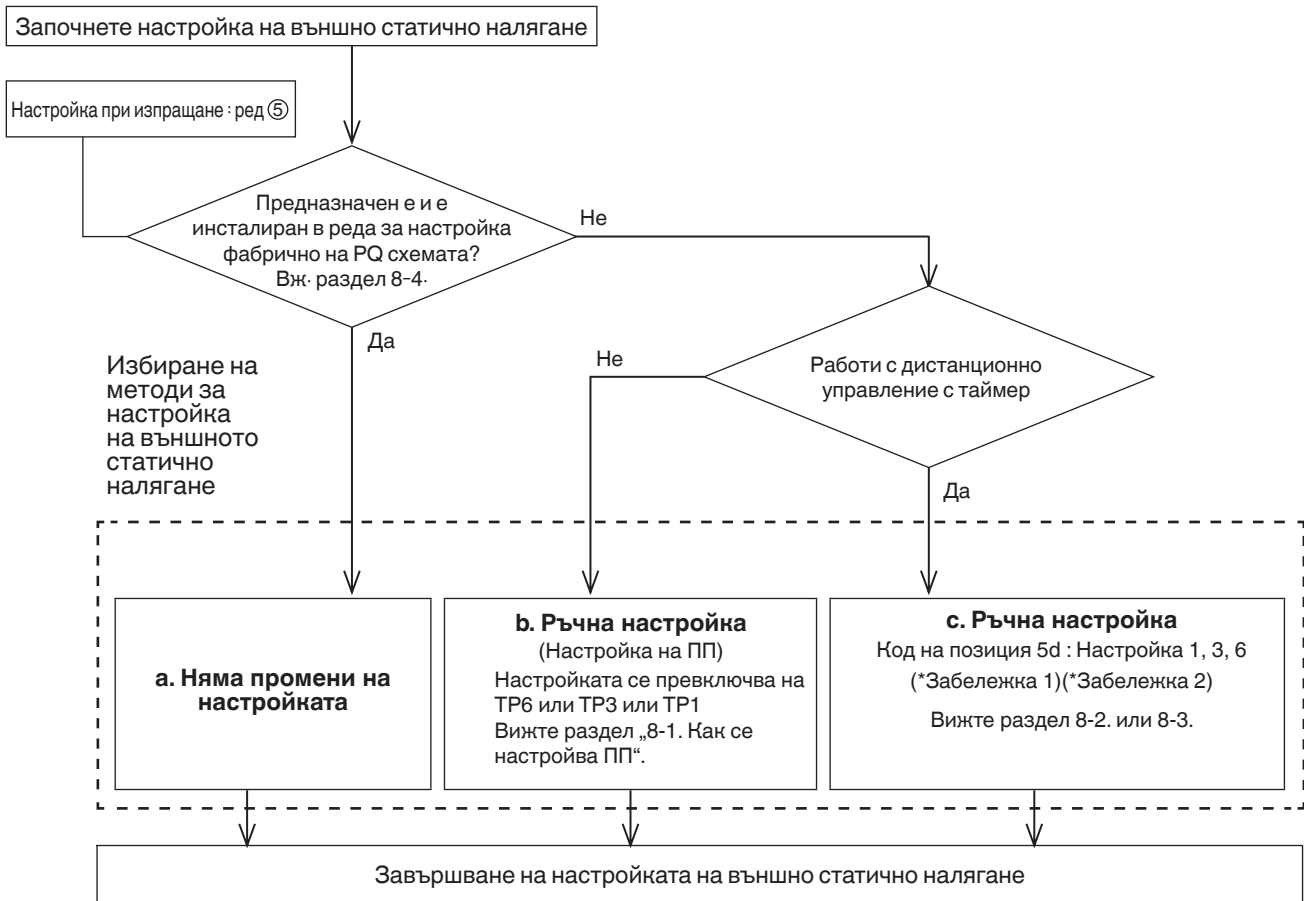 Започнете настройка на външно статично налягане
Настройка при изпращане : ред ⑤
Предназначен е и е
инсталиран в реда за настройка
фабрично на PQ схемата?
Вж· раздел 8-4·
Не
Да
Работи с дистанционно
управление с таймер
Не
Да
Избиране на
методи за
настройка
на външното
статично
налягане
a. Няма промени на
настройката
b. Ръчна настройка
(Настройка на ПП)
Настройката се превключва на
TP6 или TP3 или TP1
Вижте раздел „8-1. Как се
настройва ПП“.
c. Ръчна настройка
Код на позиция 5d : Настройка 1, 3, 6
(*Забележка 1)(*Забележка 2)
Вижте раздел 8-2. или 8-3.
Завършване на настройката на външно статично налягане